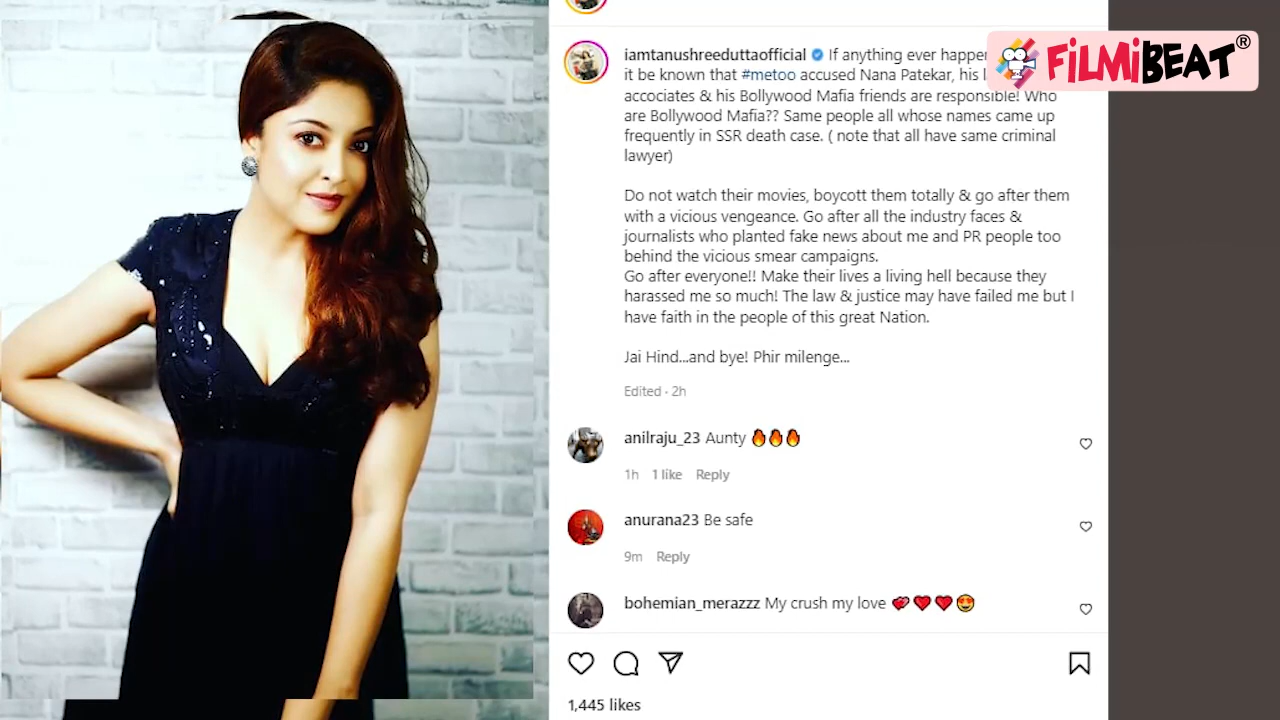 iamtanushreeduttaofficial If anything ever happen
it be known that #metoo accused Nana Patekar, his l
accociates & his Bollywood Mafia friends are responsible! Who
are Bollywood Mafia?? Same people all whose names came up
frequently in SSR death case. ( note that all have same criminal
lawyer)
Do not watch their movies, boycott them totally & go after them
with a vicious vengeance. Go after all the industry faces &
journalists who planted fake news about me and PR people too
behind the vicious smear campaigns.
Go after everyone!! Make their lives a living hell because they
harassed me so much! The law & justice may have failed me but I
have faith in the people of this great Nation.
Jai Hind...and bye! Phir milenge...
Edited · 2h
anilraju_23 Aunty 🔥🔥🔥
1h 1 like Reply
anurana23 Be safe
9m Reply
bohemian_merazzz My crush my love 💞❤️❤️😍
1,445 likes
FiLMiBEAT®